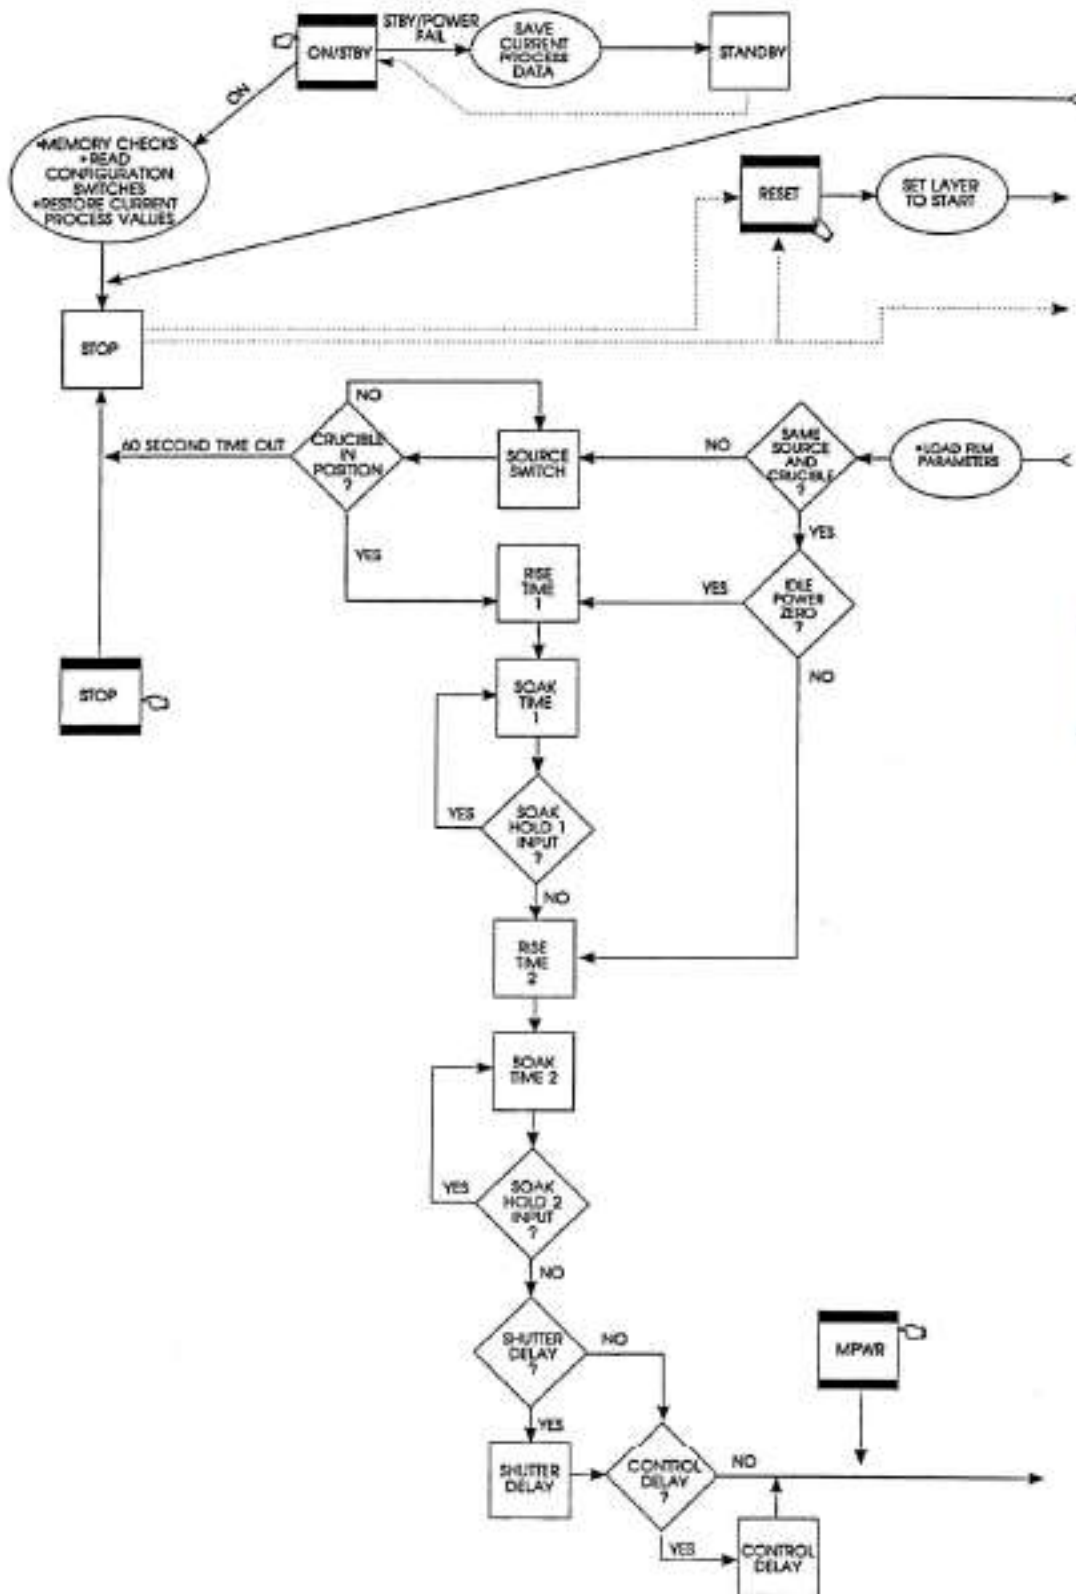 STBY/POWER
FAIL
ON/STBY
SAVE
CURRENT
PROCESS
DATA
STANDBY
ON
*MEMORY CHECKS
*READ
CONFIGURATION
SWITCHES
*RESTORE CURRENT
PROCESS VALUES
RESET
SET LAYER
TO START
STOP
NO
60 SECOND TIME OUT
CRUCIBLE
IN
POSITION
?
SOURCE
SWITCH
NO
SAME
SOURCE
AND
CRUCIBLE
?
*LOAD FILM
PARAMETERS
YES
YES
RISE
TIME
1
YES
IDLE
POWER
ZERO
?
STOP
SOAK
TIME
1
NO
YES
SOAK
HOLD 1
INPUT
?
NO
RISE
TIME
2
SOAK
TIME 2
YES
SOAK
HOLD 2
INPUT
?
NO
SHUTTER
DELAY
?
NO
MPWR
YES
SHUTTER
DELAY
CONTROL
DELAY
?
NO
YES
CONTROL
DELAY